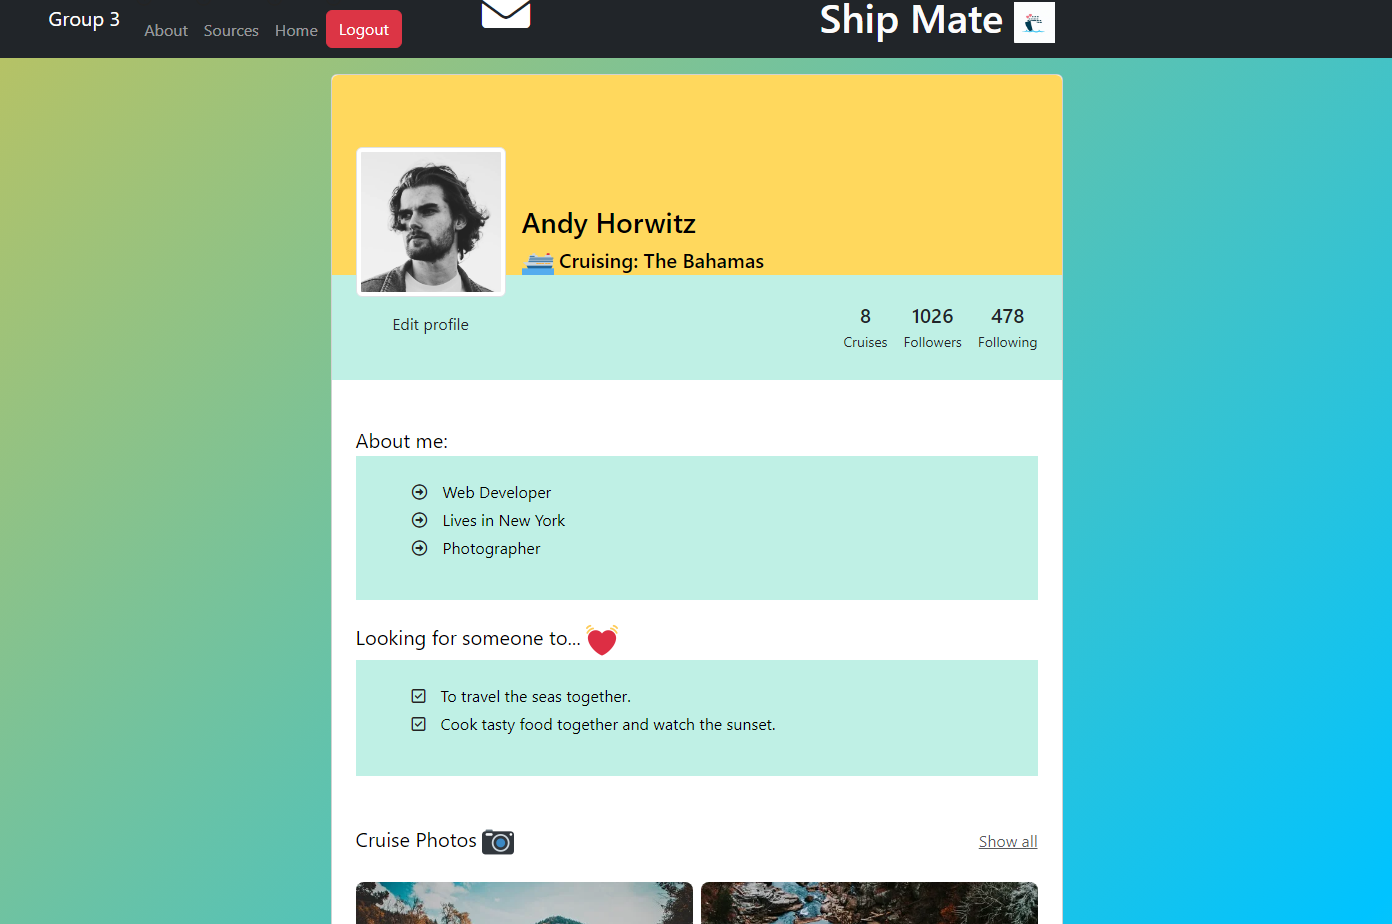 Group 3
About Sources Home Logout
Ship Mate
Andy Horwitz
Cruising: The Bahamas
Edit profile
8 1026 478
Cruises Followers Following
About me:
Web Developer
Lives in New York
Photographer
Looking for someone to...
To travel the seas together.
Cook tasty food together and watch the sunset.
Cruise Photos
Show all